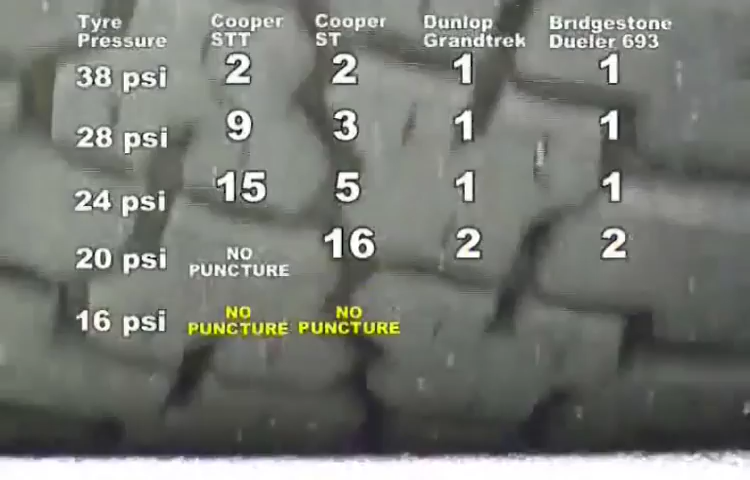 Tyre Pressure Cooper STT Cooper ST Dunlop Grandtrek Bridgestone Dueler 693
38 psi 2 2 1 1
28 psi 9 3 1 1
24 psi 15 5 1 1
20 psi NO PUNCTURE 16 2 2
16 psi NO PUNCTURE NO PUNCTURE